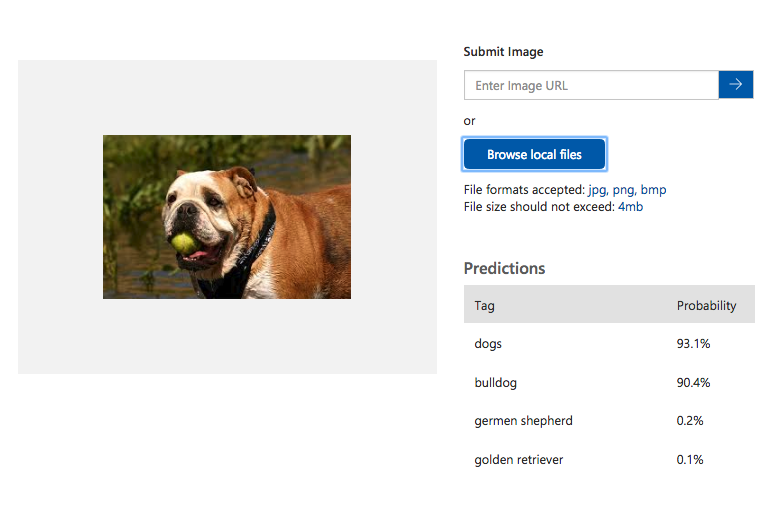 Submit Image
Enter Image URL
or
Browse local files
File formats accepted: jpg, png, bmp
File size should not exceed: 4mb
Predictions
Tag Probability
dogs 93.1%
bulldog 90.4%
germen shepherd 0.2%
golden retriever 0.1%